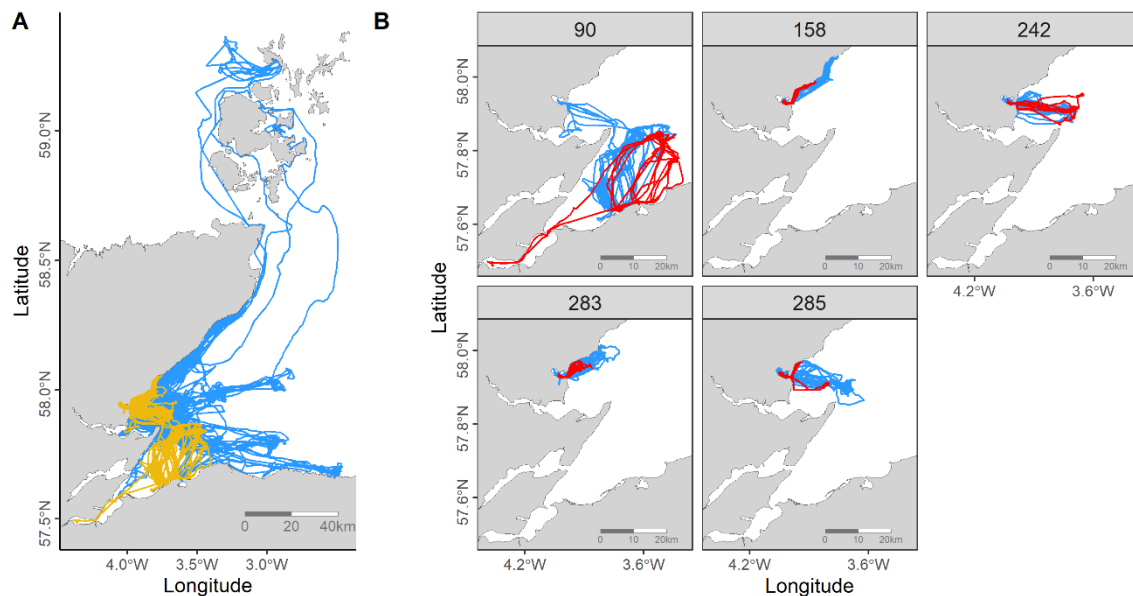 A
59.0°N
58.5°N
58.0°N
57.5°N
Latitude
0 20 40km
4.0°W 3.5°W 3.0°W
Longitude
B
90 158 242
58.0°N
57.8°N
57.6°N
0 10 20km
0 10 20km
0 10 20km
4.2°W 3.6°W
Latitude
283 285
58.0°N
57.8°N
57.6°N
0 10 20km
0 10 20km
4.2°W 3.6°W
4.2°W 3.6°W
Longitude